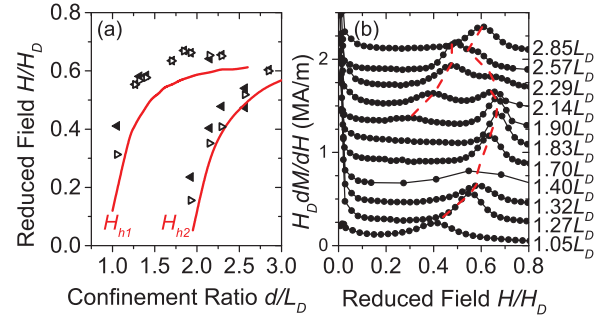 (a)
Reduced Field H/H_D
0.8
0.6
0.4
0.2
0.0
H_h1
H_h2
1.0 1.5 2.0 2.5 3.0
Confinement Ratio d/L_D
(b)
H_D dM/dH (MA/m)
2
1
0
2.85L_D
2.57L_D
2.29L_D
2.14L_D
1.90L_D
1.83L_D
1.70L_D
1.40L_D
1.32L_D
1.27L_D
1.05L_D
0.0 0.2 0.4 0.6 0.8
Reduced Field H/H_D